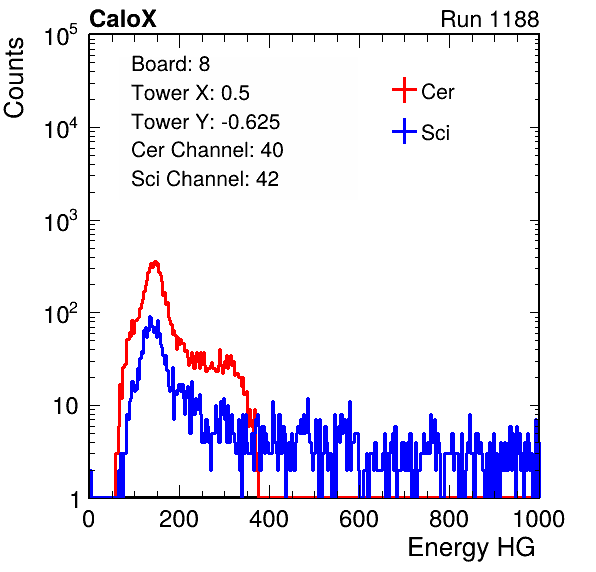 CaloX Run 1188
Counts
Board: 8
Tower X: 0.5
Tower Y: -0.625
Cer Channel: 40
Sci Channel: 42
Cer
Sci
10^5
10^4
10^3
10^2
10
1
0 200 400 600 800 1000
Energy HG